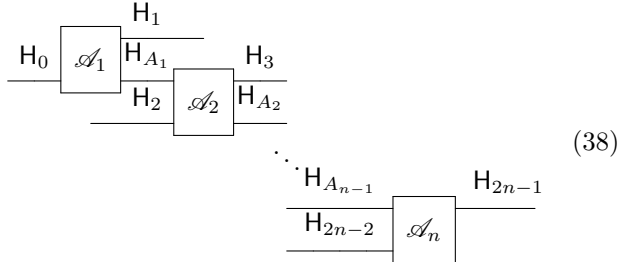 H_1
H_0 𝒜_1 H_{A_1} H_3
H_2 𝒜_2 H_{A_2}
(38)
⋱ H_{A_{n−1}} H_{2n−1}
H_{2n−2} 𝒜_n